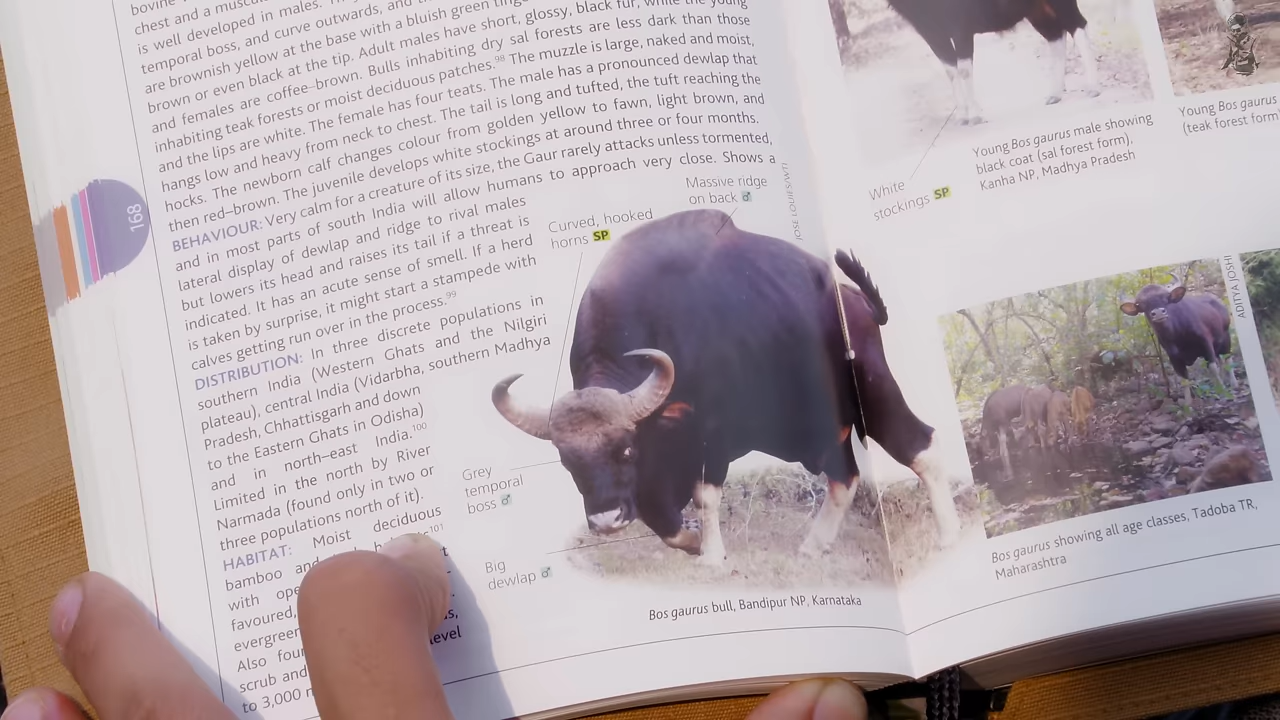 bovine
chest and a muscul
is well developed in males.
temporal boss, and curve outwards, and
are brownish yellow at the base with a bluish green ting
brown or even black at the tip. Adult males have short, glossy, black fur, while the young
and females are coffee–brown. Bulls inhabiting dry sal forests are less dark than those
inhabiting teak forests or moist deciduous patches.98 The muzzle is large, naked and moist,
and the lips are white. The female has four teats. The male has a pronounced dewlap that
hangs low and heavy from neck to chest. The tail is long and tufted, the tuft reaching the
hocks. The newborn calf changes colour from golden yellow to fawn, light brown, and
then red–brown. The juvenile develops white stockings at around three or four months.
BEHAVIOUR: Very calm for a creature of its size, the Gaur rarely attacks unless tormented,
and in most parts of south India will allow humans to approach very close. Shows a
lateral display of dewlap and ridge to rival males
but lowers its head and raises its tail if a threat is
indicated. It has an acute sense of smell. If a herd
is taken by surprise, it might start a stampede with
calves getting run over in the process.99
DISTRIBUTION: In three discrete populations in
southern India (Western Ghats and the Nilgiri
plateau), central India (Vidarbha, southern Madhya
Pradesh, Chhattisgarh and down
to the Eastern Ghats in Odisha)
and in north–east India.100
Limited in the north by River
Narmada (found only in two or
three populations north of it).
HABITAT: Moist deciduous
bamboo and 101
with ope
favoured,
evergreen
Also four
scrub and level
to 3,000 m
168
Massive ridge
on back ♂
Curved, hooked
horns SP
Grey
temporal
boss ♂
Big
dewlap ♂
JOSE LOUIES/WTI
Bos gaurus bull, Bandipur NP, Karnataka
White
stockings SP
Young Bos gaurus male showing
black coat (sal forest form),
Kanha NP, Madhya Pradesh
Young Bos gaurus
(teak forest form
ADITYA JOSHI
Bos gaurus showing all age classes, Tadoba TR,
Maharashtra